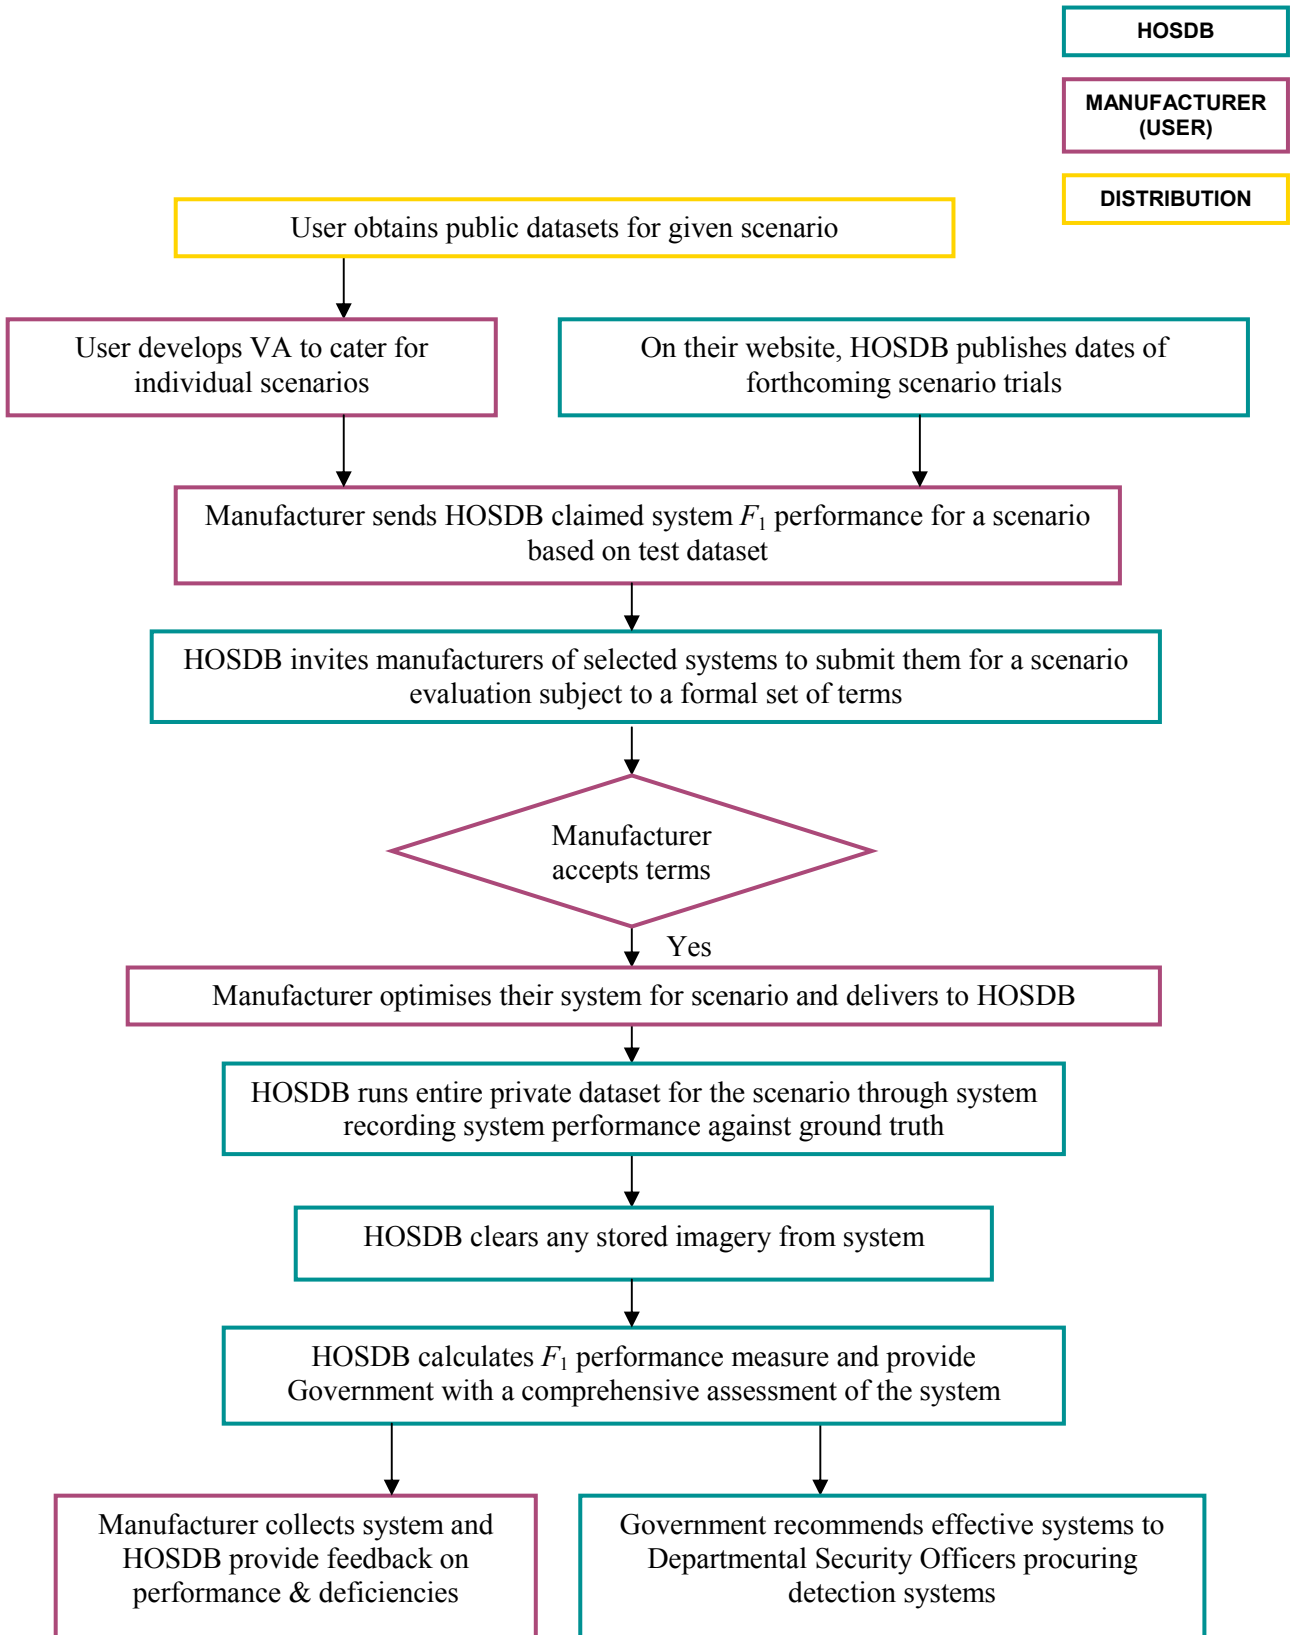 HOSDB
MANUFACTURER
(USER)
DISTRIBUTION
User obtains public datasets for given scenario
User develops VA to cater for
individual scenarios
On their website, HOSDB publishes dates of
forthcoming scenario trials
Manufacturer sends HOSDB claimed system F1 performance for a scenario
based on test dataset
HOSDB invites manufacturers of selected systems to submit them for a scenario
evaluation subject to a formal set of terms
Manufacturer
accepts terms
Yes
Manufacturer optimises their system for scenario and delivers to HOSDB
HOSDB runs entire private dataset for the scenario through system
recording system performance against ground truth
HOSDB clears any stored imagery from system
HOSDB calculates F1 performance measure and provide
Government with a comprehensive assessment of the system
Manufacturer collects system and
HOSDB provide feedback on
performance & deficiencies
Government recommends effective systems to
Departmental Security Officers procuring
detection systems